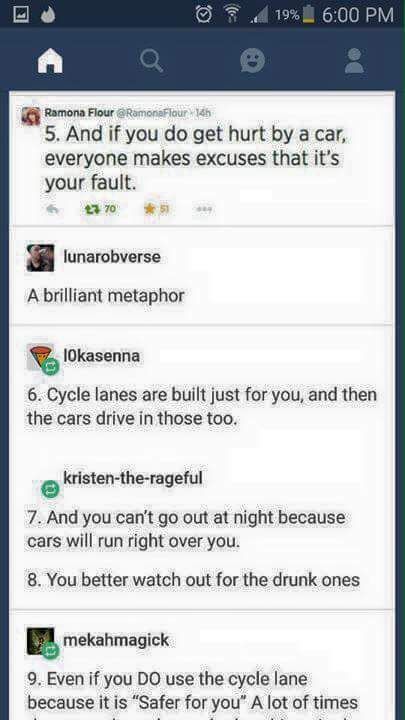 19% 6:00 PM
Ramona Flour @RamonaFlour · 14h
5. And if you do get hurt by a car,
everyone makes excuses that it's
your fault.
70 51
lunarobverse
A brilliant metaphor
l0kasenna
6. Cycle lanes are built just for you, and then
the cars drive in those too.
kristen-the-rageful
7. And you can't go out at night because
cars will run right over you.
8. You better watch out for the drunk ones
mekahmagick
9. Even if you DO use the cycle lane
because it is "Safer for you" A lot of times